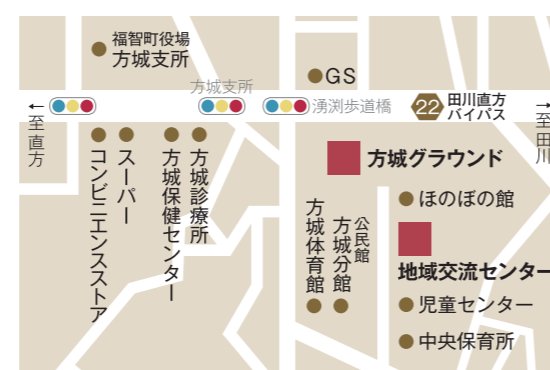 福智町役場
方城支所
方城支所
GS
湧渕歩道橋
22
田川直方
バイパス
←至直方
→至田川
コンビニエンスストア
スーパー
方城保健センター
方城診療所
方城グラウンド
ほのぼの館
方城体育館
公民館
方城分館
地域交流センター
児童センター
中央保育所